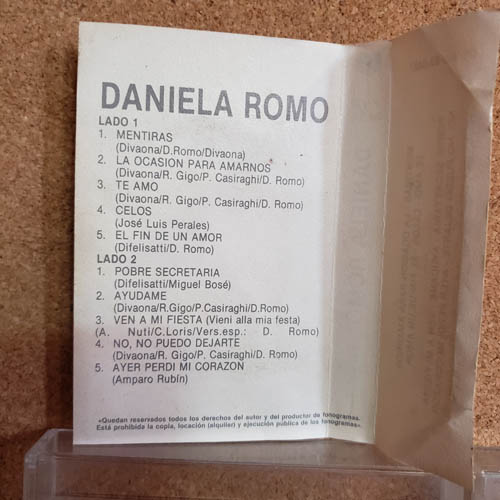 DANIELA ROMO
LADO 1
1. MENTIRAS
(Divaona/D.Romo/Divaona)
2. LA OCASION PARA AMARNOS
(Divaona/R. Gigo/P. Casiraghi/D. Romo)
3. TE AMO
(Divaona/R. Gigo/P. Casiraghi/D. Romo)
4. CELOS
(José Luis Perales)
5. EL FIN DE UN AMOR
(Difelisatti/D. Romo)
LADO 2
1. POBRE SECRETARIA
(Difelisatti/Miguel Bosé)
2. AYUDAME
(Divaona/R.Gigo/P.Casiraghi/D.Romo)
3. VEN A MI FIESTA (Vieni alla mia festa)
(A. Nuti/C.Loris/Vers.esp.: D. Romo)
4. NO, NO PUEDO DEJARTE
(Divaona/R. Gigo/P. Casiraghi/D. Romo)
5. AYER PERDI MI CORAZON
(Amparo Rubín)
«Quedan reservados todos los derechos del autor y del productor de fonogramas.
Está prohibida la copia, locación (alquiler) y ejecución pública de los fonogramas».